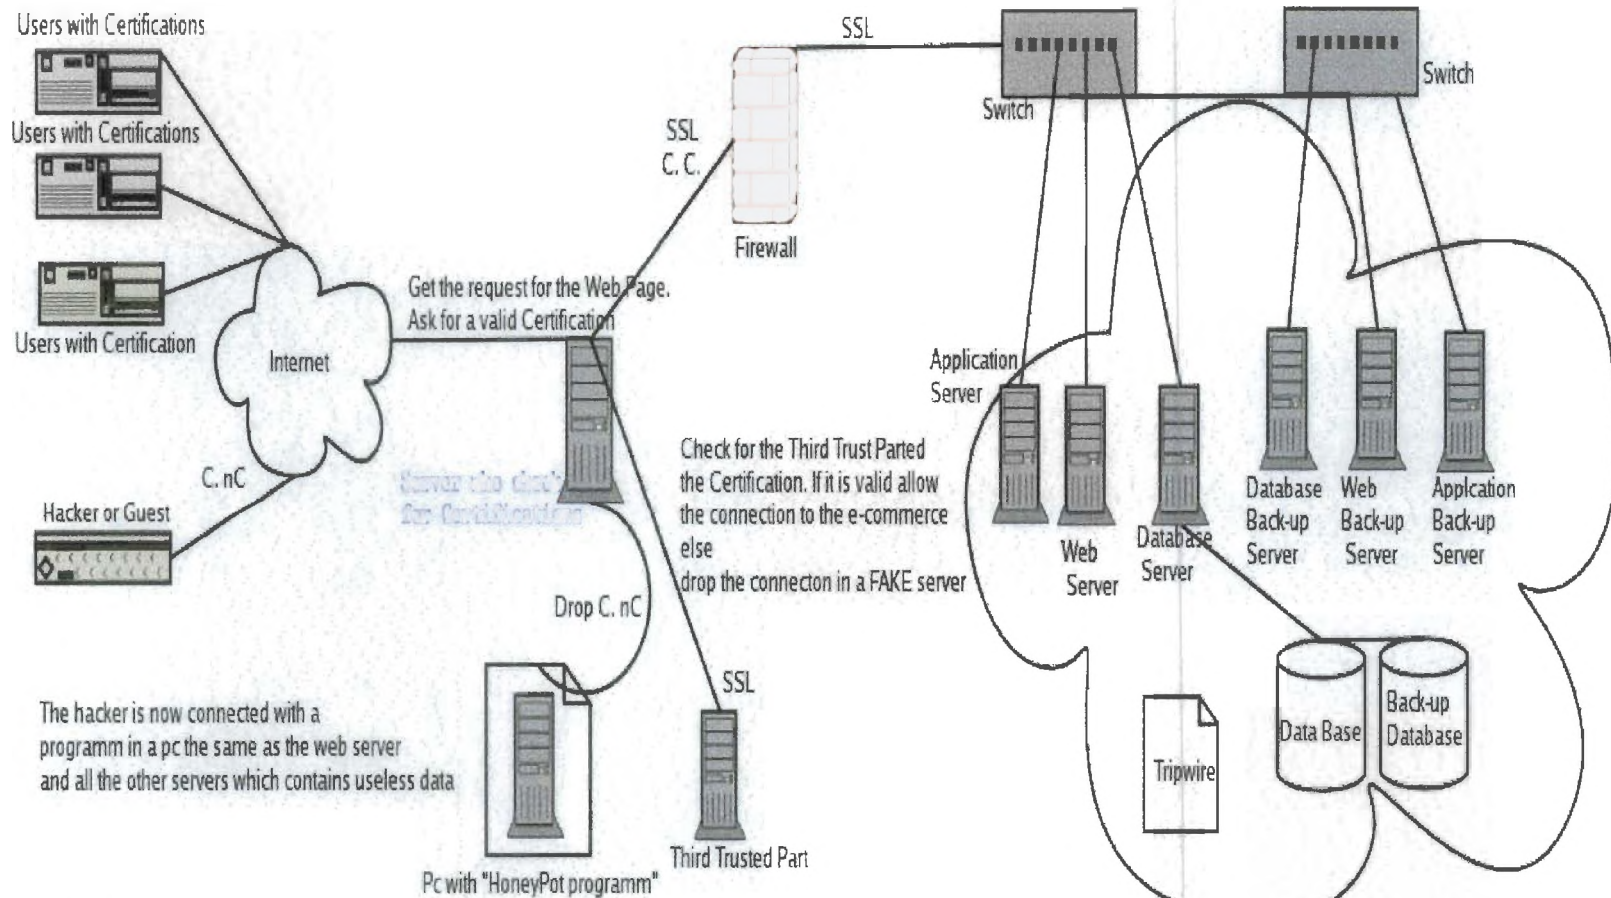 Users with Certifications
Users with Certifications
Users with Certification
Internet
C. nC
Hacker or Guest
Get the request for the Web Page.
Ask for a valid Certification
for Certifications
SSL
C. C.
Firewall
SSL
Switch
Switch
Application
Server
Web
Server
Database
Server
Database
Back-up
Server
Web
Back-up
Server
Applcation
Back-up
Server
Check for the Third Trust Parted
the Certification. If it is valid allow
the connection to the e-commerce
else
drop the connecton in a FAKE server
Drop C. nC
SSL
The hacker is now connected with a
programm in a pc the same as the web server
and all the other servers which contains useless data
Pc with "HoneyPot programm"
Third Trusted Part
Tripwire
Data Base
Back-up
Database